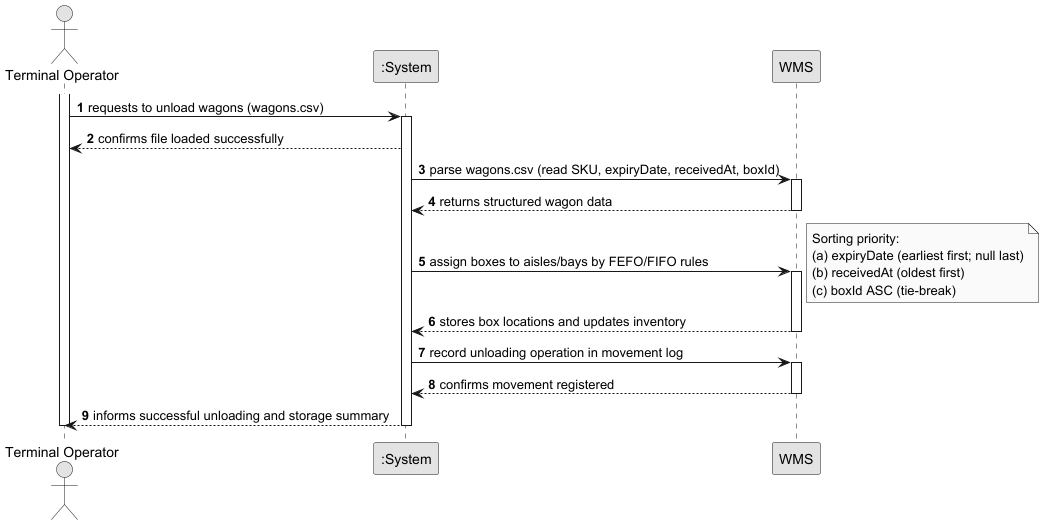 Terminal Operator
:System
WMS
1 requests to unload wagons (wagons.csv)
2 confirms file loaded successfully
3 parse wagons.csv (read SKU, expiryDate, receivedAt, boxId)
4 returns structured wagon data
Sorting priority:
(a) expiryDate (earliest first; null last)
(b) receivedAt (oldest first)
(c) boxId ASC (tie-break)
5 assign boxes to aisles/bays by FEFO/FIFO rules
6 stores box locations and updates inventory
7 record unloading operation in movement log
8 confirms movement registered
9 informs successful unloading and storage summary
Terminal Operator
:System
WMS